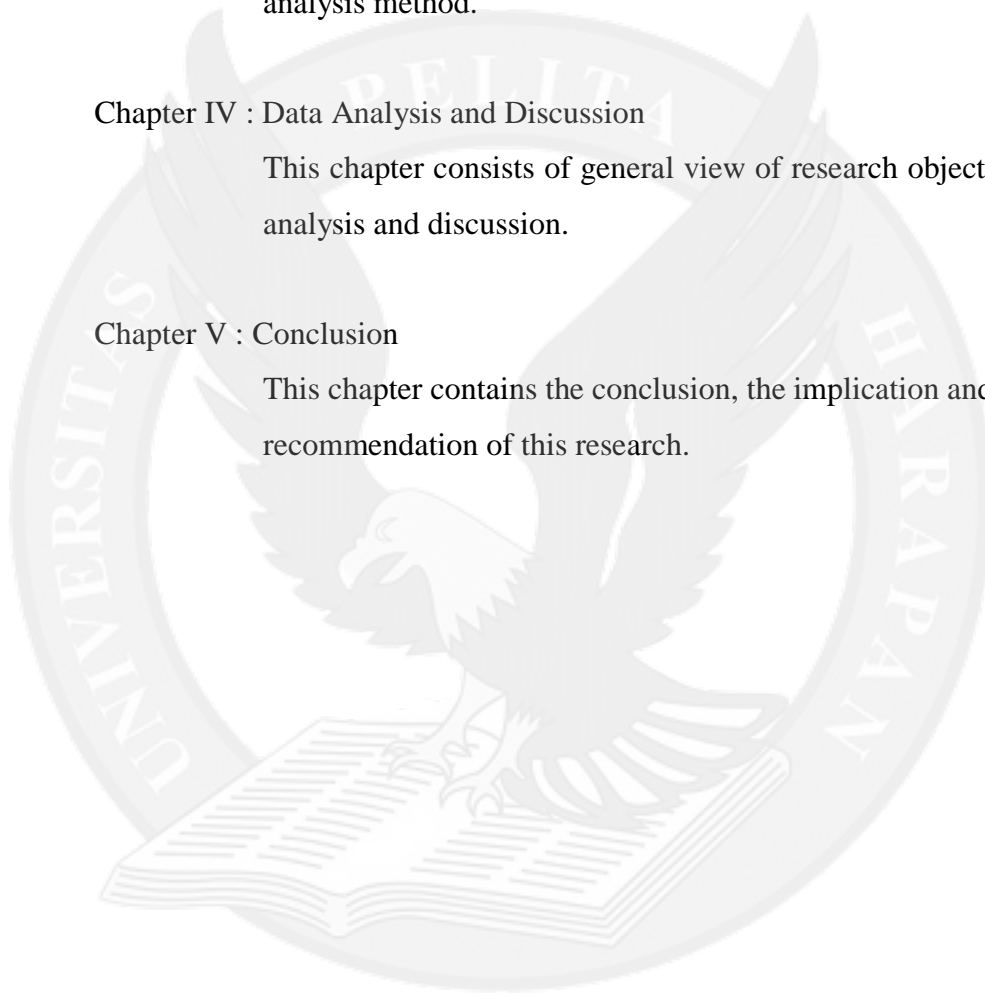 analysis method.
Chapter IV : Data Analysis and Discussion
This chapter consists of general view of research object
analysis and discussion.
Chapter V : Conclusion
This chapter contains the conclusion, the implication and
recommendation of this research.
UNIVERSITAS PELITA HARAPAN